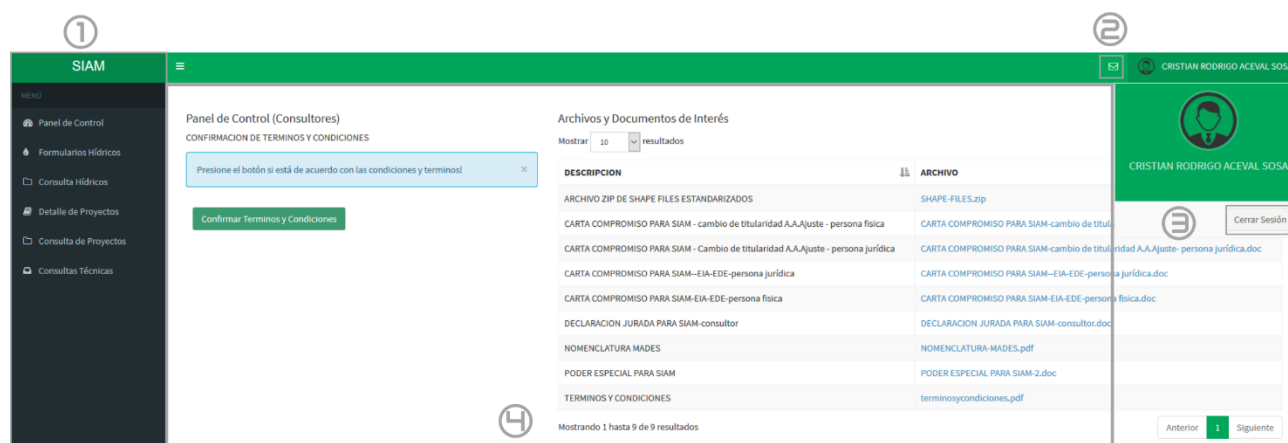 1
2
SIAM
CRISTIAN RODRIGO ACEVAL SOS
MENÚ
Panel de Control
Formularios Hídricos
Consulta Hídricos
Detalle de Proyectos
Consulta de Proyectos
Consultas Técnicas
Panel de Control (Consultores)
CONFIRMACION DE TERMINOS Y CONDICIONES
Presione el botón si está de acuerdo con las condiciones y terminos!
×
Confirmar Terminos y Condiciones
Archivos y Documentos de Interés
Mostrar 10 resultados
DESCRIPCION ARCHIVO
ARCHIVO ZIP DE SHAPE FILES ESTANDARIZADOS SHAPE-FILES.zip
CARTA COMPROMISO PARA SIAM - cambio de titularidad A.A.Ajuste - persona fisica CARTA COMPROMISO PARA SIAM-cambio de titul
CARTA COMPROMISO PARA SIAM - Cambio de titularidad A.A.Ajuste - persona jurídica CARTA COMPROMISO PARA SIAM-cambio de titularidad A.A.Ajuste- persona jurídica.doc
CARTA COMPROMISO PARA SIAM--EIA-EDE-persona jurídica CARTA COMPROMISO PARA SIAM--EIA-EDE-persona jurídica.doc
CARTA COMPROMISO PARA SIAM-EIA-EDE-persona fisica CARTA COMPROMISO PARA SIAM-EIA-EDE-persona fisica.doc
DECLARACION JURADA PARA SIAM-consultor DECLARACION JURADA PARA SIAM-consultor.doc
NOMENCLATURA MADES NOMENCLATURA-MADES.pdf
PODER ESPECIAL PARA SIAM PODER ESPECIAL PARA SIAM-2.doc
TERMINOS Y CONDICIONES terminosycondiciones.pdf
Mostrando 1 hasta 9 de 9 resultados
Anterior 1 Siguiente
CRISTIAN RODRIGO ACEVAL SOSA
3
Cerrar Sesión
4